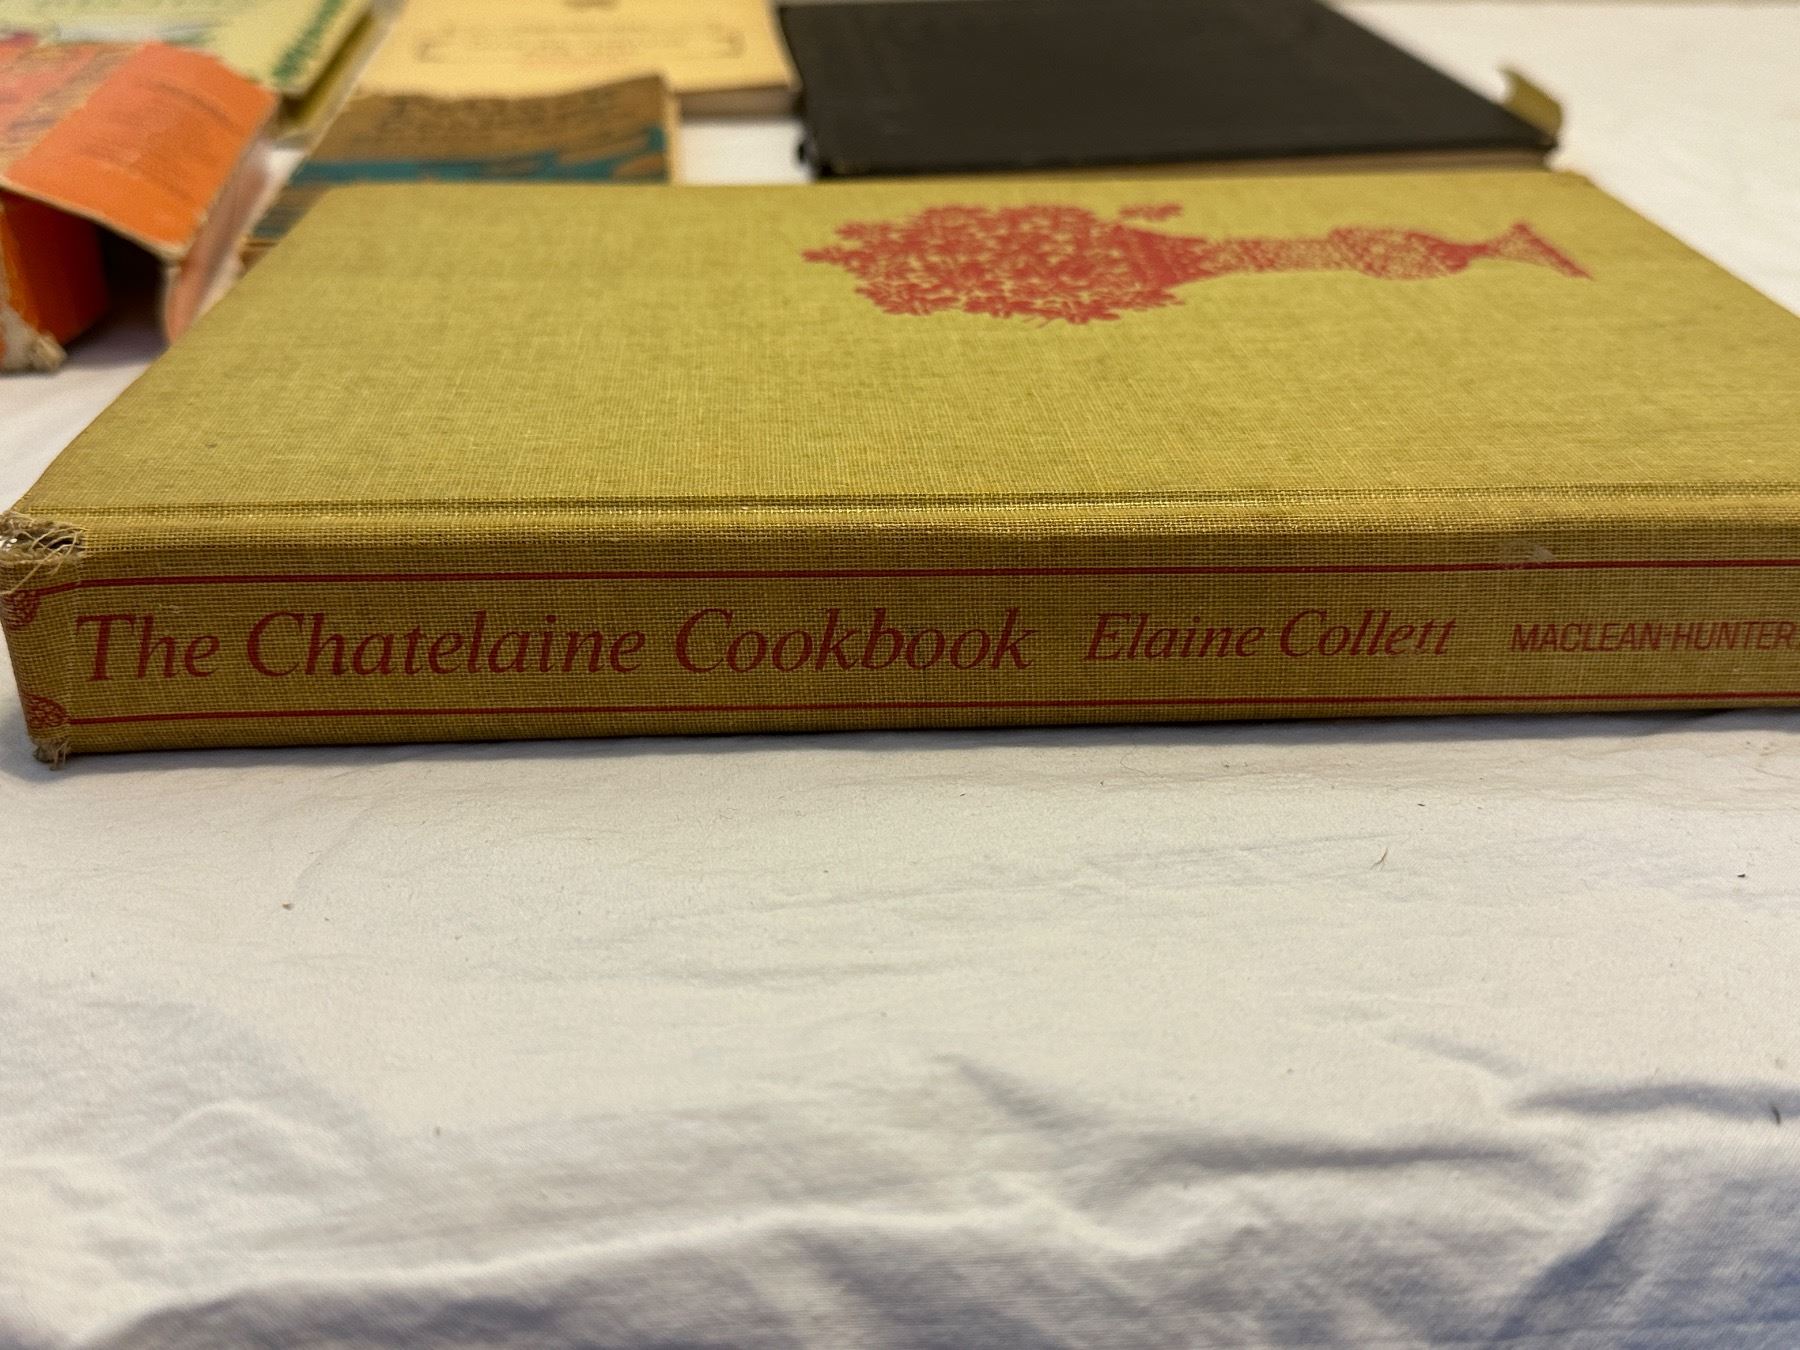 The Chatelaine Cookbook Elaine Collett MACLEAN-HUNTER